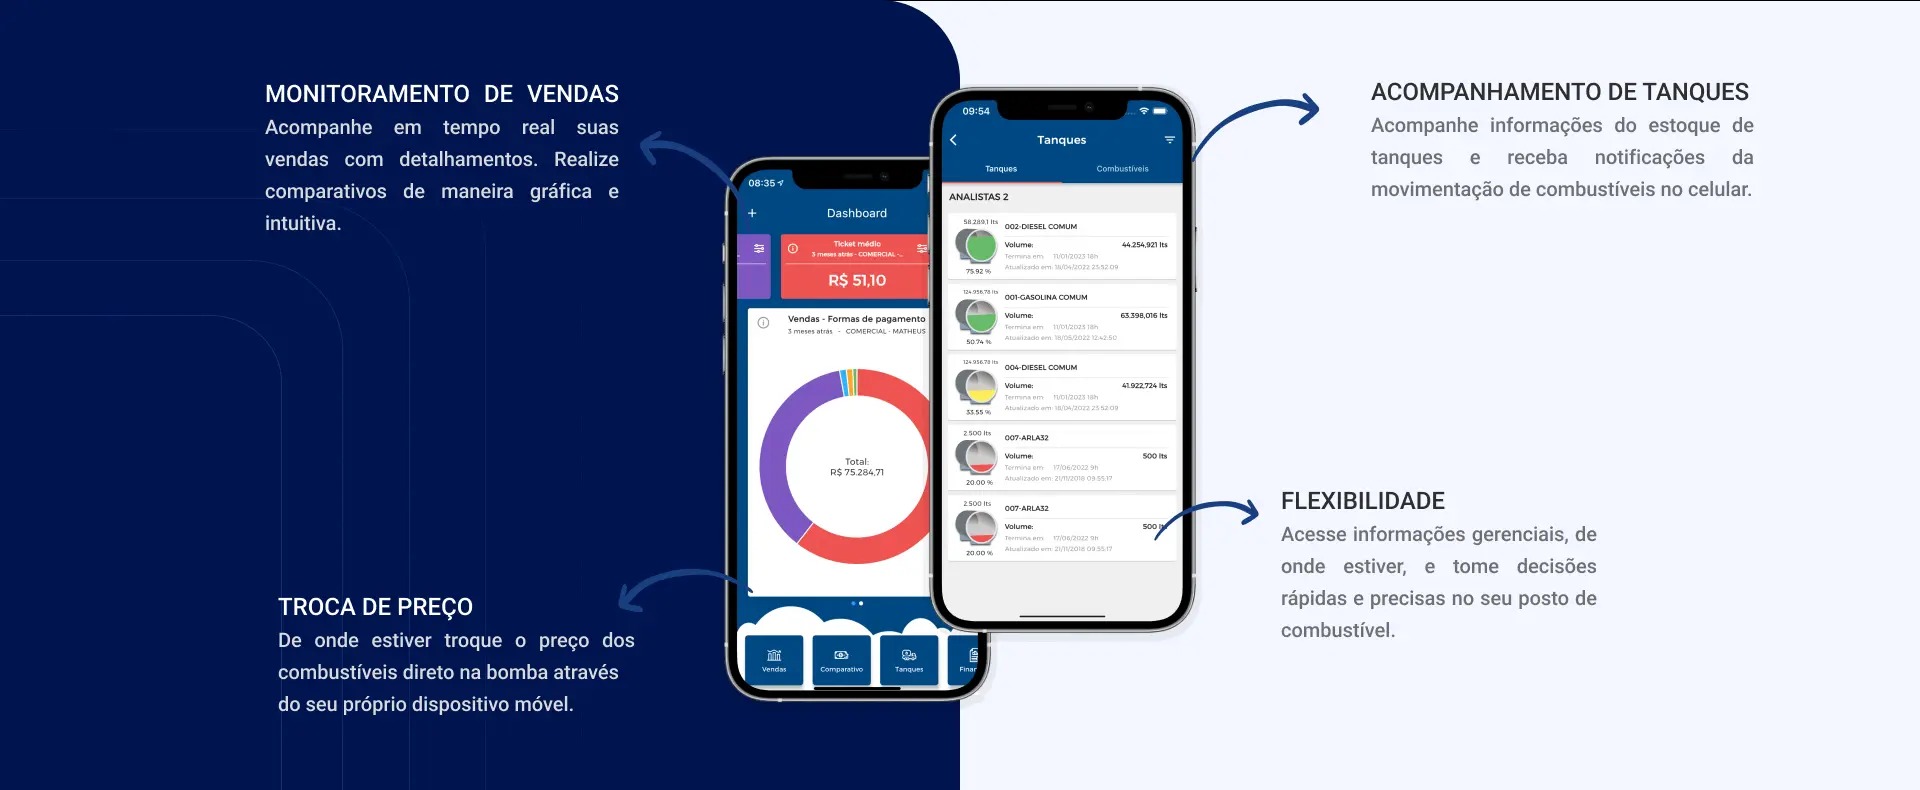 MONITORAMENTO DE VENDAS
Acompanhe em tempo real suas
vendas com detalhamentos. Realize
comparativos de maneira gráfica e
intuitiva.
TROCA DE PREÇO
De onde estiver troque o preço dos
combustíveis direto na bomba através
do seu próprio dispositivo móvel.
08:35
+ Dashboard
Ticket médio
3 meses atrás - COMERCIAL -...
R$ 51,10
Vendas - Formas de pagamento
3 meses atrás - COMERCIAL - MATHEUS
Total:
R$ 75.284,71
Vendas
Comparativo
Tanques
Finan
09:54
Tanques
Tanques
Combustíveis
ANALISTAS 2
58.289,1 lts
002-DIESEL COMUM
Volume: 44.254,921 lts
Termina em: 11/01/2023 18h
Atualizado em: 18/04/2022 23:52:09
75.92 %
124.956,78 lts
001-GASOLINA COMUM
Volume: 63.398,016 lts
Termina em: 11/01/2023 18h
Atualizado em: 18/05/2022 12:42:50
50.74 %
124.956,78 lts
004-DIESEL COMUM
Volume: 41.922,724 lts
Termina em: 11/01/2023 18h
Atualizado em: 18/04/2022 23:52:09
33.55 %
2.500 lts
007-ARLA32
Volume: 500 lts
Termina em: 17/06/2022 9h
Atualizado em: 21/11/2018 09:55:17
20.00 %
2.500 lts
007-ARLA32
Volume: 500 lts
Termina em: 17/06/2022 9h
Atualizado em: 21/11/2018 09:55:17
20.00 %
ACOMPANHAMENTO DE TANQUES
Acompanhe informações do estoque de
tanques e receba notificações da
movimentação de combustíveis no celular.
FLEXIBILIDADE
Acesse informações gerenciais, de
onde estiver, e tome decisões
rápidas e precisas no seu posto de
combustível.